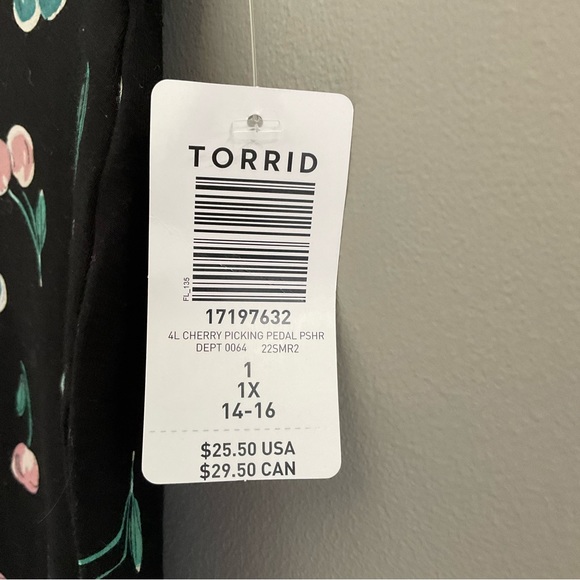 TORRID
FL_135
17197632
4L CHERRY PICKING PEDAL PSHR
DEPT 0064 22SMR2
1
1X
14-16
$25.50 USA
$29.50 CAN